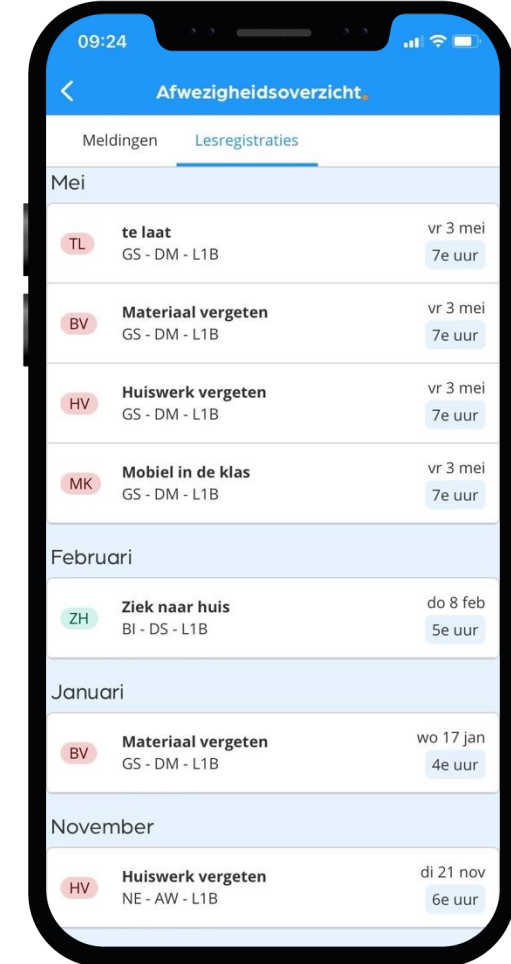 09:24
Afwezigheidsoverzicht.
Meldingen Lesregistraties
Mei
TL te laat vr 3 mei
GS - DM - L1B 7e uur
BV Materiaal vergeten vr 3 mei
GS - DM - L1B 7e uur
HV Huiswerk vergeten vr 3 mei
GS - DM - L1B 7e uur
MK Mobiel in de klas vr 3 mei
GS - DM - L1B 7e uur
Februari
ZH Ziek naar huis do 8 feb
BI - DS - L1B 5e uur
Januari
BV Materiaal vergeten wo 17 jan
GS - DM - L1B 4e uur
November
HV Huiswerk vergeten di 21 nov
NE - AW - L1B 6e uur